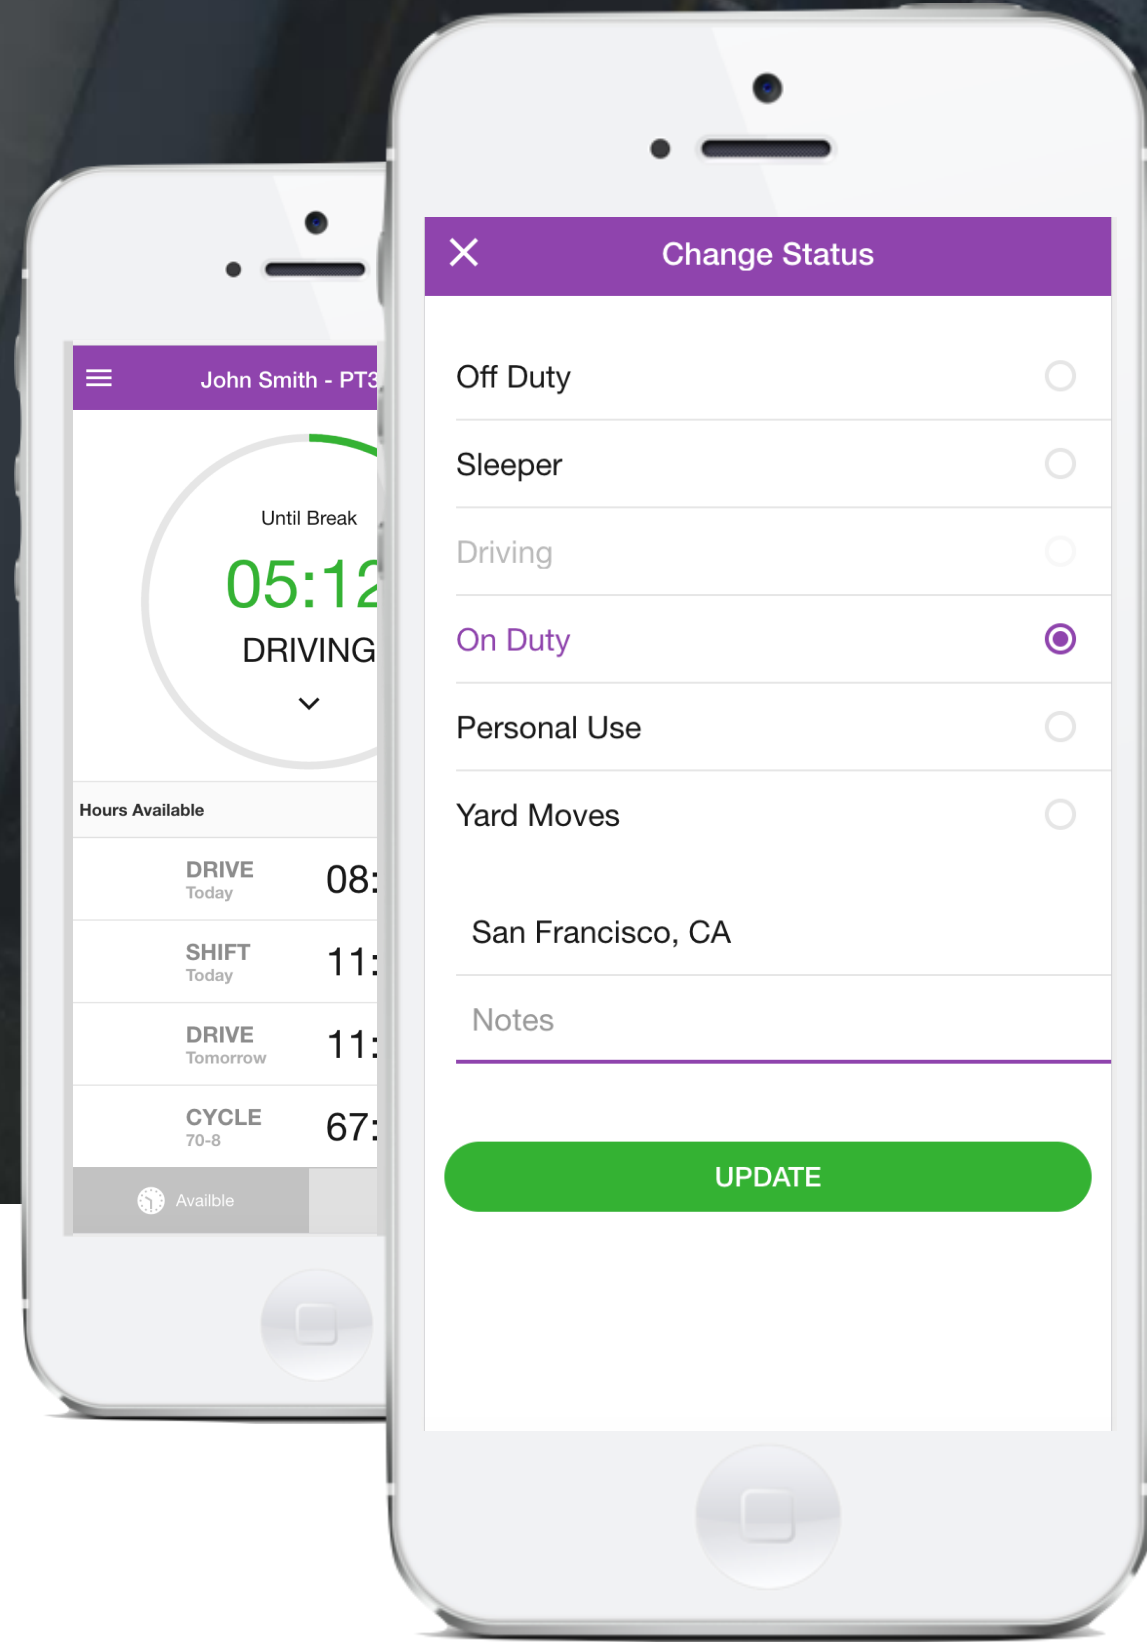 John Smith - PT3
Until Break
05:12
DRIVING
Hours Available
DRIVE
Today
08:
SHIFT
Today
11:
DRIVE
Tomorrow
11:
CYCLE
70-8
67:
Availble
Change Status
Off Duty
Sleeper
Driving
On Duty
Personal Use
Yard Moves
San Francisco, CA
Notes
UPDATE